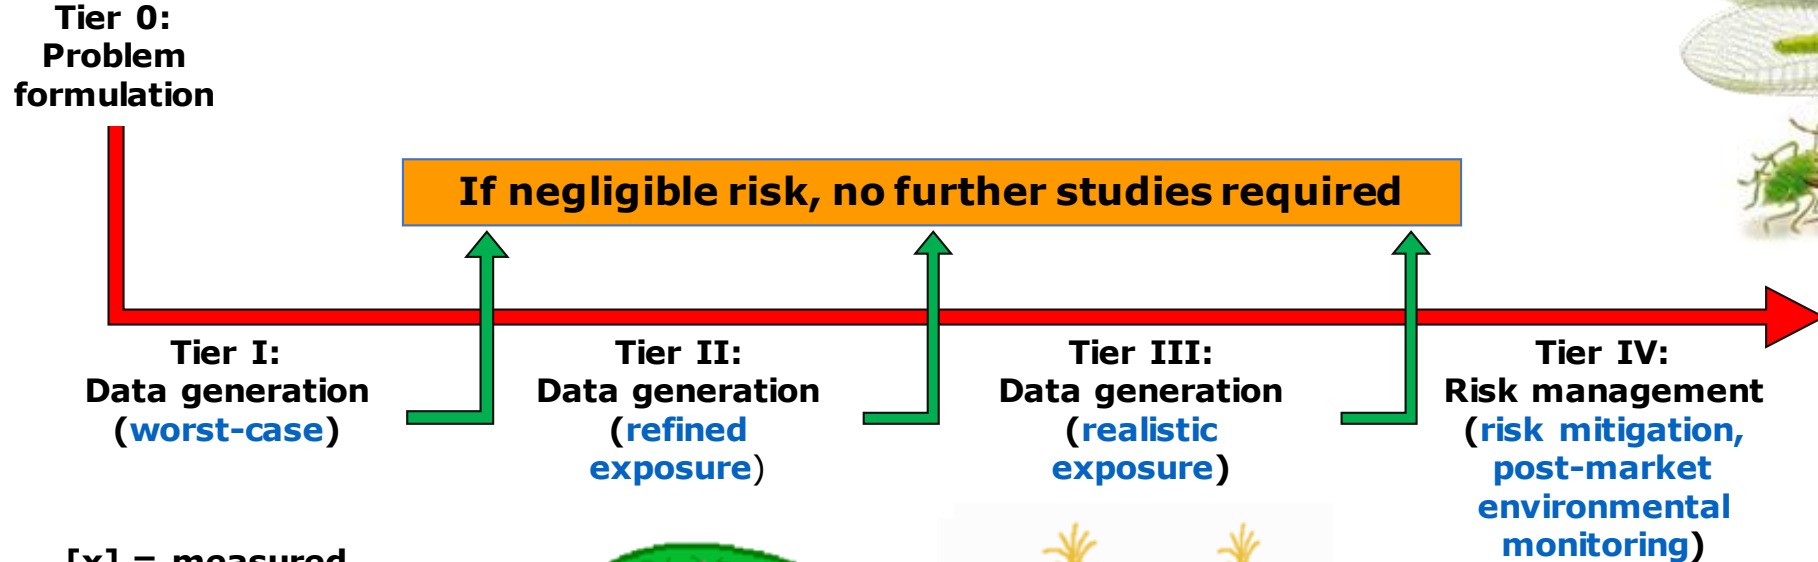 Tier 0:
Problem
formulation
If negligible risk, no further studies required
Tier I:
Data generation
(worst-case)
Tier II:
Data generation
(refined
exposure)
Tier III:
Data generation
(realistic
exposure)
Tier IV:
Risk management
(risk mitigation,
post-market
environmental
monitoring)
[x] = measured